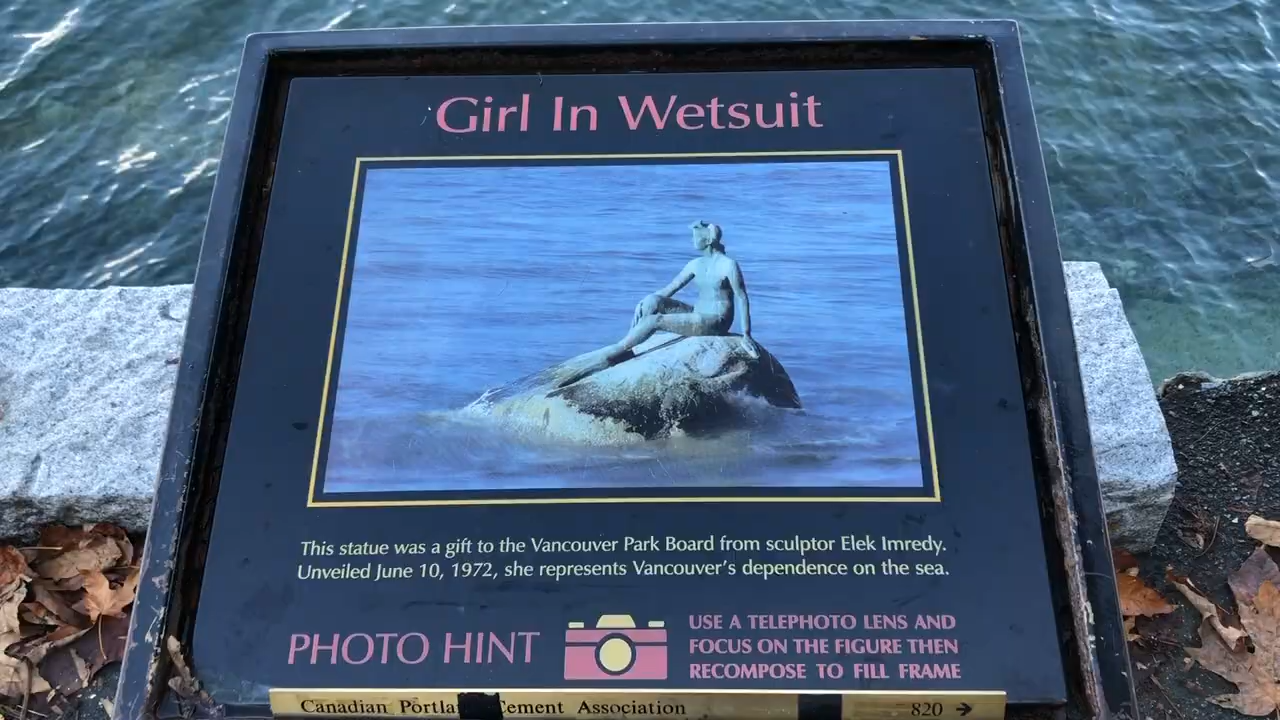 Girl In Wetsuit
This statue was a gift to the Vancouver Park Board from sculptor Elek Imredy.
Unveiled June 10, 1972, she represents Vancouver's dependence on the sea.
PHOTO HINT
USE A TELEPHOTO LENS AND
FOCUS ON THE FIGURE THEN
RECOMPOSE TO FILL FRAME
Canadian Portland Cement Association
820 →